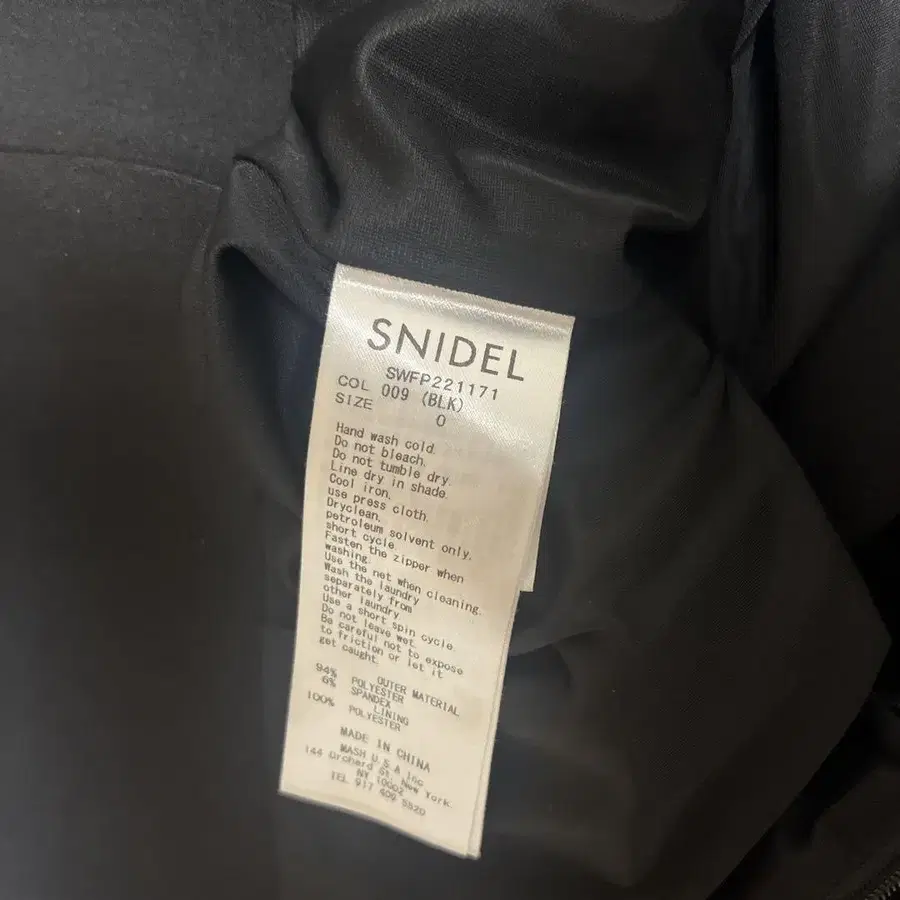 SNIDEL
SWFP221171
COL 009 (BLK)
SIZE 0
Hand wash cold.
Do not bleach.
Do not tumble dry.
Line dry in shade.
Cool iron.
use press cloth.
Dryclean.
petroleum solvent only.
short cycle.
Fasten the zipper when
washing.
Use the net when cleaning.
Wash the laundry
separately from
other laundry
Use a short spin cycle.
Do not leave wet.
Be careful not to expose
to friction or let it
get caught.
OUTER MATERIAL
94% POLYESTER
6% SPANDEX
LINING
100% POLYESTER
MADE IN CHINA
MASH U.S.A Inc
144 Orchard St. New York.
NY 10002
TEL 917 409 5520